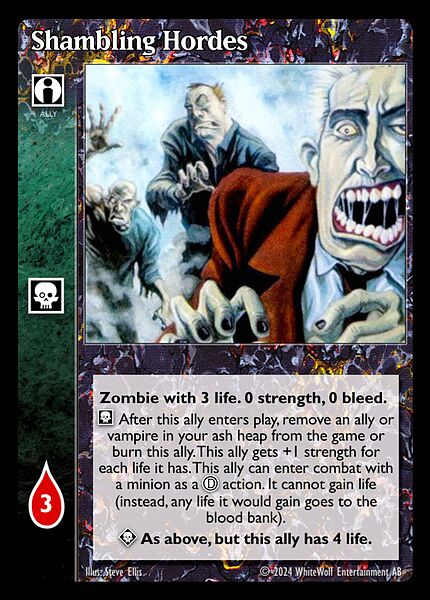 Shambling Hordes
ALLY
Zombie with 3 life. 0 strength, 0 bleed.
After this ally enters play, remove an ally or
vampire in your ash heap from the game or
burn this ally. This ally gets +1 strength for
each life it has. This ally can enter combat with
a minion as a Ⓓ action. It cannot gain life
(instead, any life it would gain goes to the
blood bank).
As above, but this ally has 4 life.
3
Illus: Steve Ellis
© 2024 WhiteWolf Entertainment AB